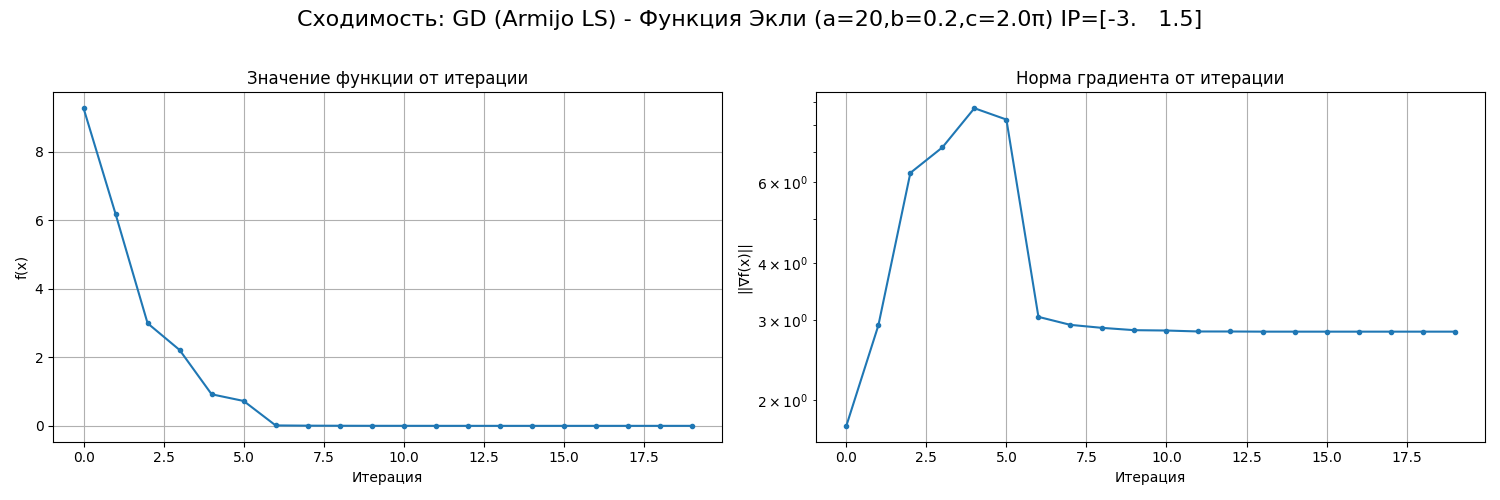 Сходимость: GD (Armijo LS) - Функция Экли (a=20,b=0.2,c=2.0π) IP=[-3.   1.5]
Значение функции от итерации
f(x)
8
6
4
2
0
0.0 2.5 5.0 7.5 10.0 12.5 15.0 17.5
Итерация
Норма градиента от итерации
||∇f(x)||
6 × 10⁰
4 × 10⁰
3 × 10⁰
2 × 10⁰
0.0 2.5 5.0 7.5 10.0 12.5 15.0 17.5
Итерация